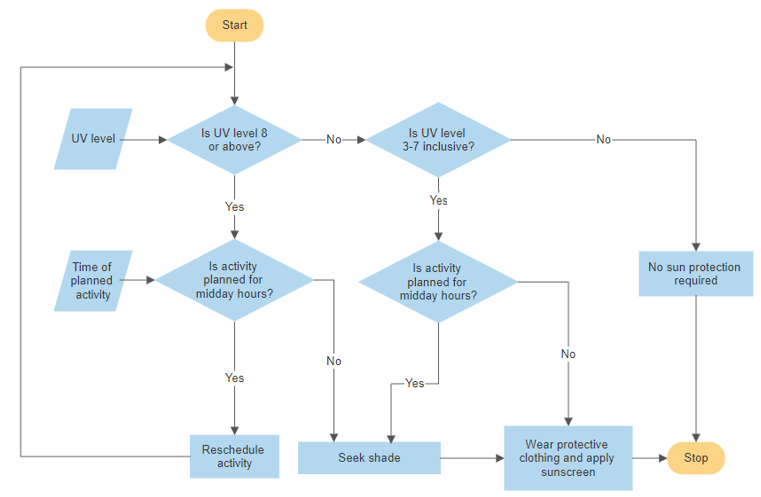 Start
UV level
Is UV level 8
or above?
No
Is UV level
3-7 inclusive?
No
Yes
Yes
Time of
planned
activity
Is activity
planned for
midday hours?
Is activity
planned for
midday hours?
No sun protection
required
No
No
Yes
Yes
Reschedule
activity
Seek shade
Wear protective
clothing and apply
sunscreen
Stop